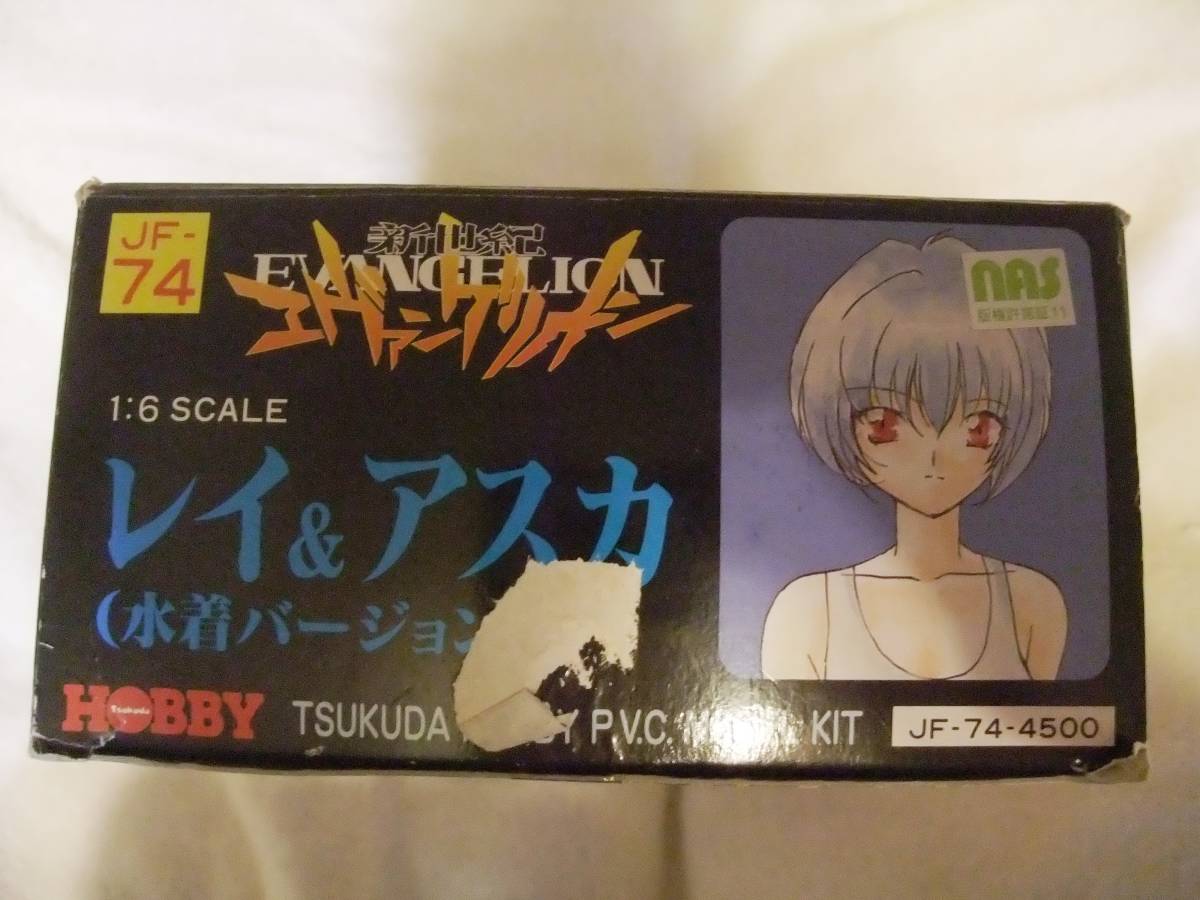 JF-
74
新世紀
EVANGELION
エヴァンゲリオン
NAS
版権許諾証11
1:6 SCALE
レイ&アスカ
(水着バージョン
HOBBY
Tsukuda
TSUKUDA P.V.C. KIT
JF-74-4500